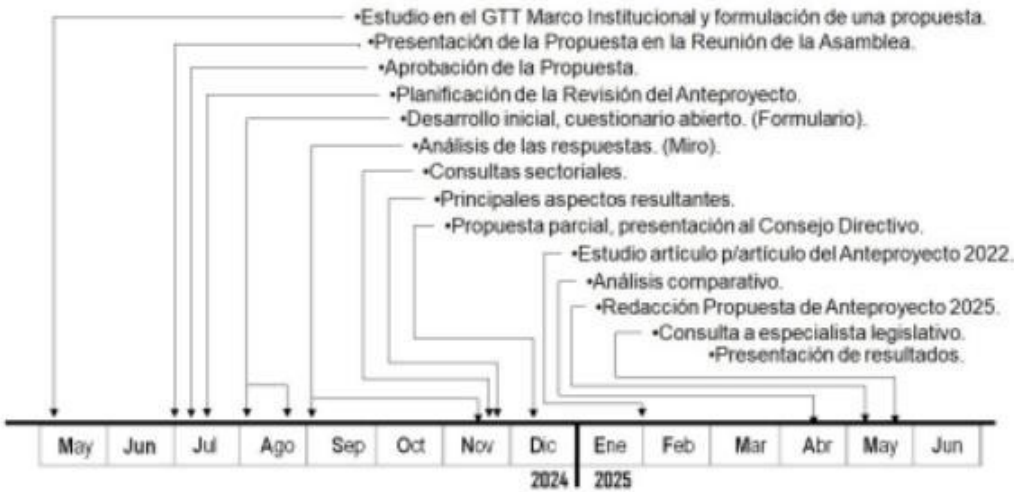 •Estudio en el GTT Marco Institucional y formulación de una propuesta.
•Presentación de la Propuesta en la Reunión de la Asamblea.
•Aprobación de la Propuesta.
•Planificación de la Revisión del Anteproyecto.
•Desarrollo inicial, cuestionario abierto. (Formulario).
•Análisis de las respuestas. (Miro).
•Consultas sectoriales.
•Principales aspectos resultantes.
•Propuesta parcial, presentación al Consejo Directivo.
•Estudio artículo p/artículo del Anteproyecto 2022.
•Análisis comparativo.
•Redacción Propuesta de Anteproyecto 2025.
•Consulta a especialista legislativo.
•Presentación de resultados.
May Jun Jul Ago Sep Oct Nov Dic Ene Feb Mar Abr May Jun
2024 2025